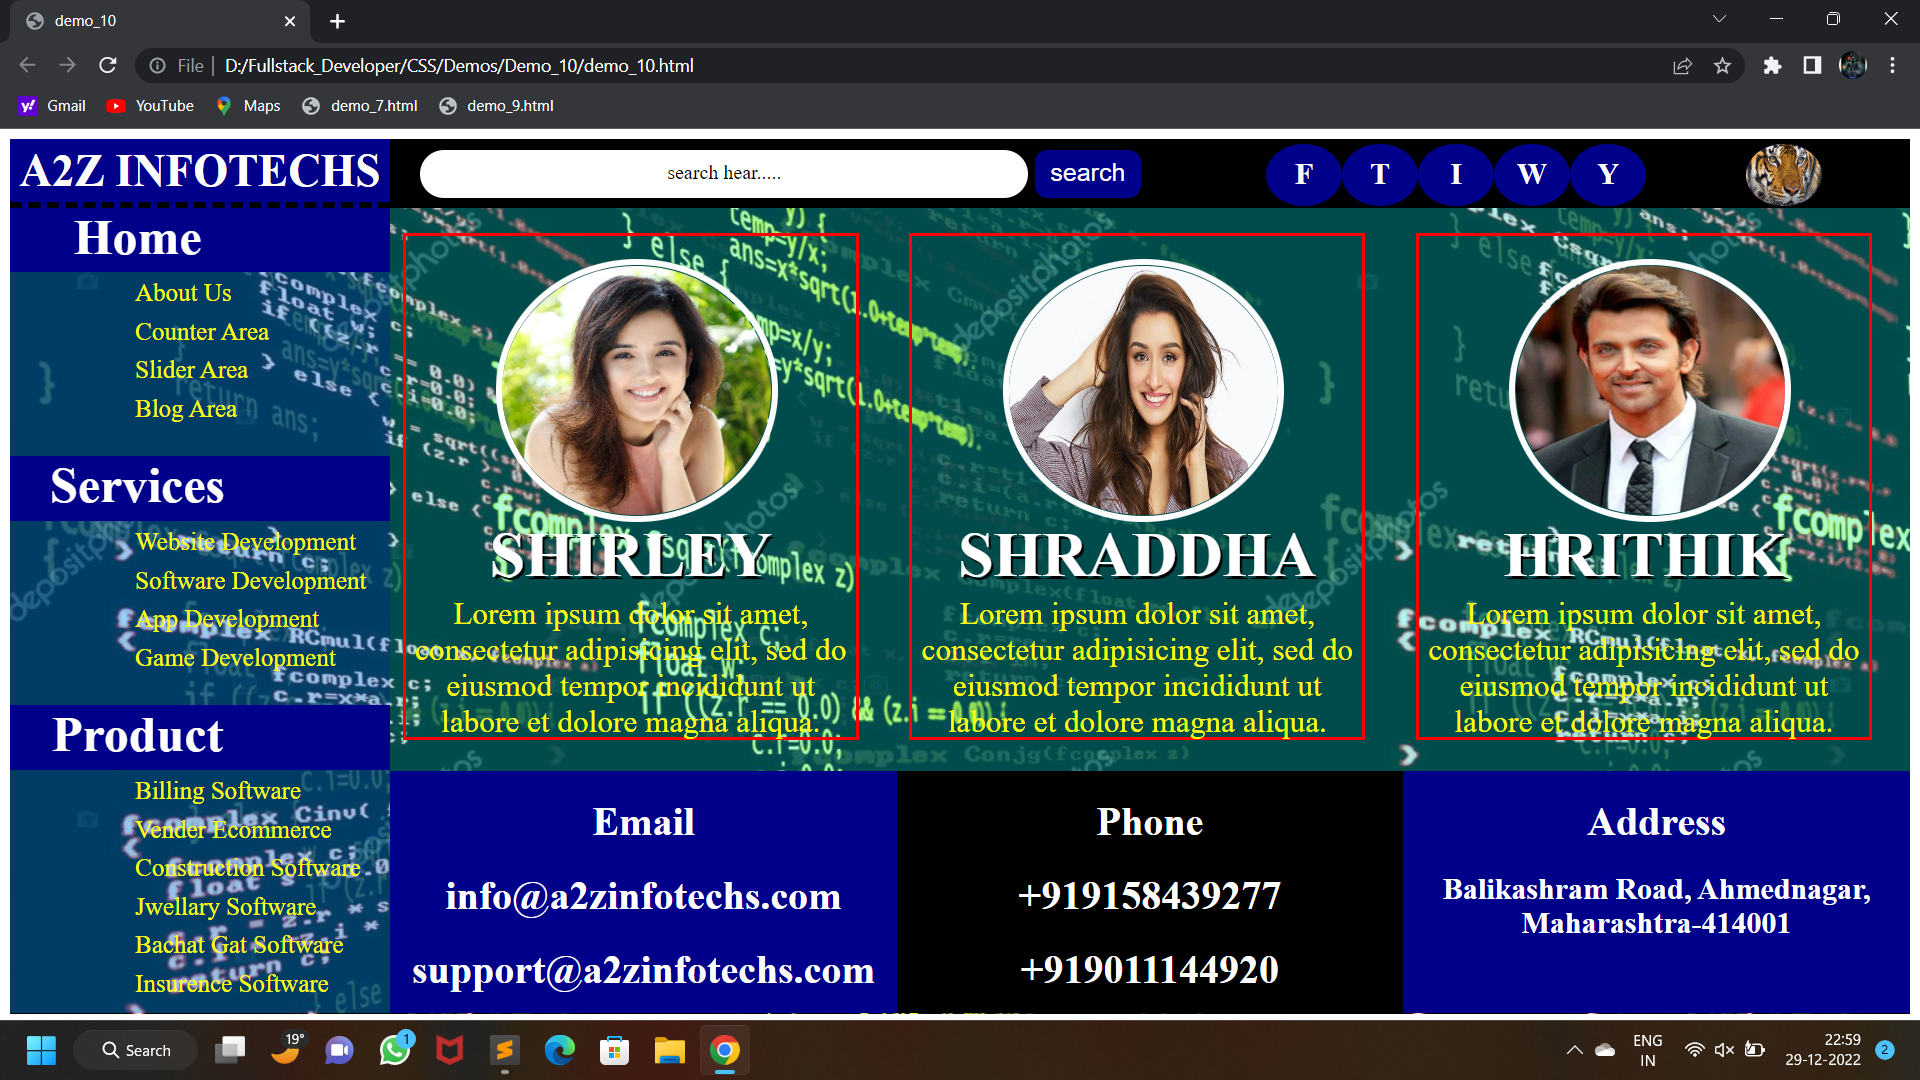 demo_10
File
D:/Fullstack_Developer/CSS/Demos/Demo_10/demo_10.html
Gmail
YouTube
Maps
demo_7.html
demo_9.html
A2Z INFOTECHS
search hear.....
search
F T I W Y
Home
About Us
Counter Area
Slider Area
Blog Area
Services
Website Development
Software Development
App Development
Game Development
Product
Billing Software
Vender Ecommerce
Construction Software
Jwellary Software
Bachat Gat Software
Insurence Software
SHIRLEY
Lorem ipsum dolor sit amet,
consectetur adipisicing elit, sed do
eiusmod tempor incididunt ut
labore et dolore magna aliqua.
SHRADDHA
Lorem ipsum dolor sit amet,
consectetur adipisicing elit, sed do
eiusmod tempor incididunt ut
labore et dolore magna aliqua.
HRITHIK
Lorem ipsum dolor sit amet,
consectetur adipisicing elit, sed do
eiusmod tempor incididunt ut
labore et dolore magna aliqua.
Email
info@a2zinfotechs.com
support@a2zinfotechs.com
Phone
+919158439277
+919011144920
Address
Balikashram Road, Ahmednagar,
Maharashtra-414001
Search
19°
1
ENG
IN
22:59
29-12-2022
2